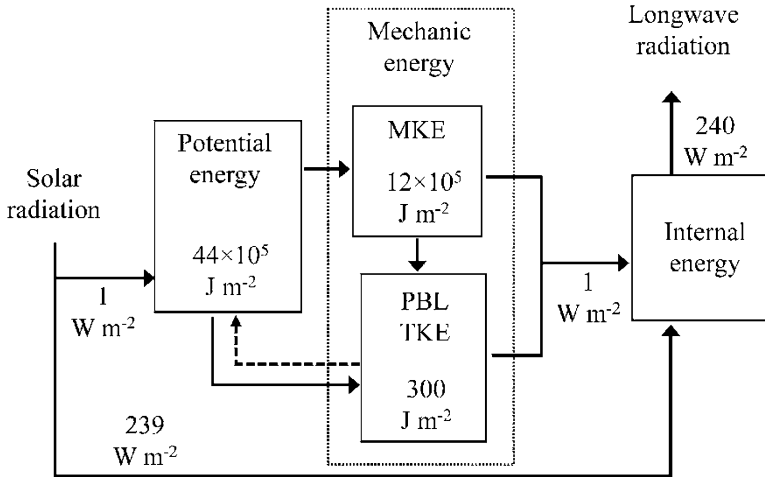 Longwave
radiation
Mechanic
energy
240
W m-2
Potential
energy
44×10⁵
J m-2
MKE
12×10⁵
J m-2
Solar
radiation
Internal
energy
1
W m-2
1
W m-2
PBL
TKE
300
J m-2
239
W m-2